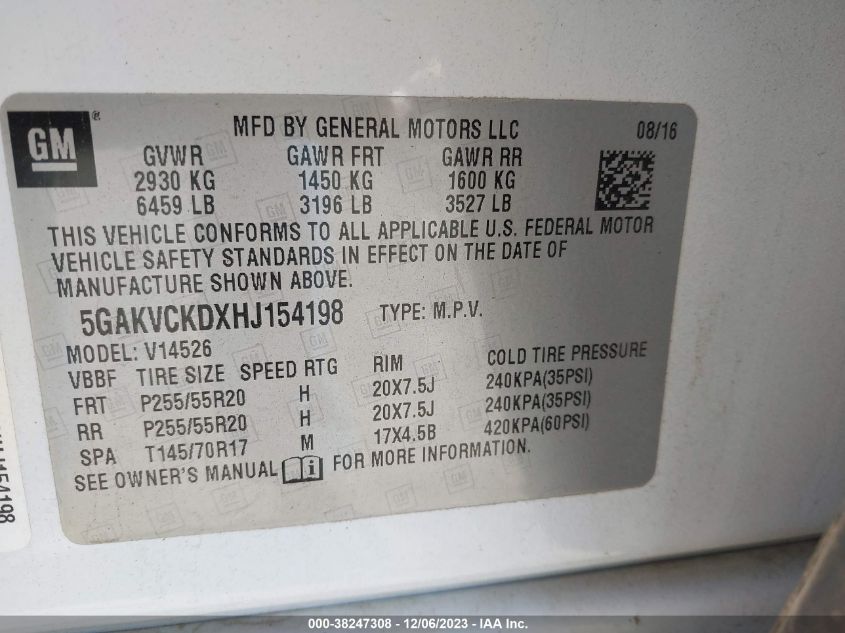 GM®
MFD BY GENERAL MOTORS LLC 08/16
GVWR GAWR FRT GAWR RR
2930 KG 1450 KG 1600 KG
6459 LB 3196 LB 3527 LB
THIS VEHICLE CONFORMS TO ALL APPLICABLE U.S. FEDERAL MOTOR
VEHICLE SAFETY STANDARDS IN EFFECT ON THE DATE OF
MANUFACTURE SHOWN ABOVE.
5GAKVCKDXHJ154198 TYPE: M.P.V.
MODEL: V14526
VBBF TIRE SIZE SPEED RTG RIM COLD TIRE PRESSURE
FRT P255/55R20 H 20X7.5J 240KPA(35PSI)
RR P255/55R20 H 20X7.5J 240KPA(35PSI)
SPA T145/70R17 M 17X4.5B 420KPA(60PSI)
SEE OWNER'S MANUAL FOR MORE INFORMATION.
154198
000-38247308 - 12/06/2023 - IAA Inc.